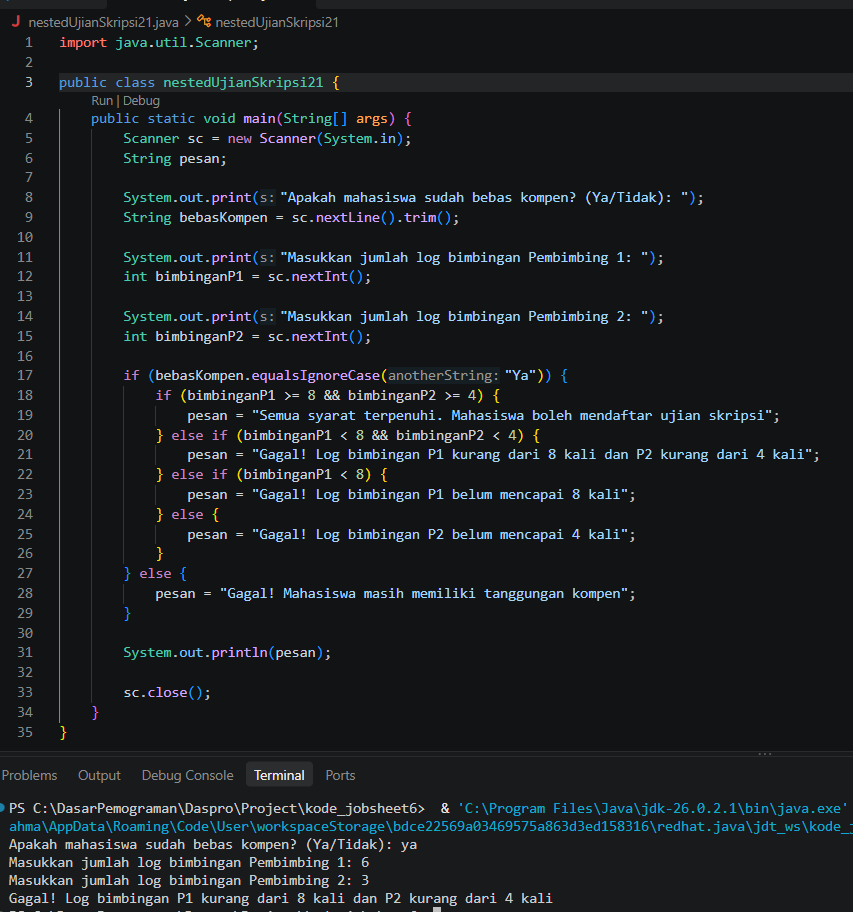 nestedUjianSkripsi21.java > nestedUjianSkripsi21
1 import java.util.Scanner;
2
3 public class nestedUjianSkripsi21 {
Run | Debug
4 public static void main(String[] args) {
5 Scanner sc = new Scanner(System.in);
6 String pesan;
7
8 System.out.print(s: "Apakah mahasiswa sudah bebas kompen? (Ya/Tidak): ");
9 String bebasKompen = sc.nextLine().trim();
10
11 System.out.print(s: "Masukkan jumlah log bimbingan Pembimbing 1: ");
12 int bimbinganP1 = sc.nextInt();
13
14 System.out.print(s: "Masukkan jumlah log bimbingan Pembimbing 2: ");
15 int bimbinganP2 = sc.nextInt();
16
17 if (bebasKompen.equalsIgnoreCase(anotherString: "Ya")) {
18 if (bimbinganP1 >= 8 && bimbinganP2 >= 4) {
19 pesan = "Semua syarat terpenuhi. Mahasiswa boleh mendaftar ujian skripsi";
20 } else if (bimbinganP1 < 8 && bimbinganP2 < 4) {
21 pesan = "Gagal! Log bimbingan P1 kurang dari 8 kali dan P2 kurang dari 4 kali";
22 } else if (bimbinganP1 < 8) {
23 pesan = "Gagal! Log bimbingan P1 belum mencapai 8 kali";
24 } else {
25 pesan = "Gagal! Log bimbingan P2 belum mencapai 4 kali";
26 }
27 } else {
28 pesan = "Gagal! Mahasiswa masih memiliki tanggungan kompen";
29 }
30
31 System.out.println(pesan);
32
33 sc.close();
34 }
35 }
Problems Output Debug Console Terminal Ports
PS C:\DasarPemograman\Daspro\Project\kode_jobsheet6> & 'C:\Program Files\Java\jdk-26.0.2.1\bin\java.exe'
ahma\AppData\Roaming\Code\User\workspaceStorage\bdce22569a03469575a863d3ed158316\redhat.java\jdt_ws\kode_j
Apakah mahasiswa sudah bebas kompen? (Ya/Tidak): ya
Masukkan jumlah log bimbingan Pembimbing 1: 6
Masukkan jumlah log bimbingan Pembimbing 2: 3
Gagal! Log bimbingan P1 kurang dari 8 kali dan P2 kurang dari 4 kali